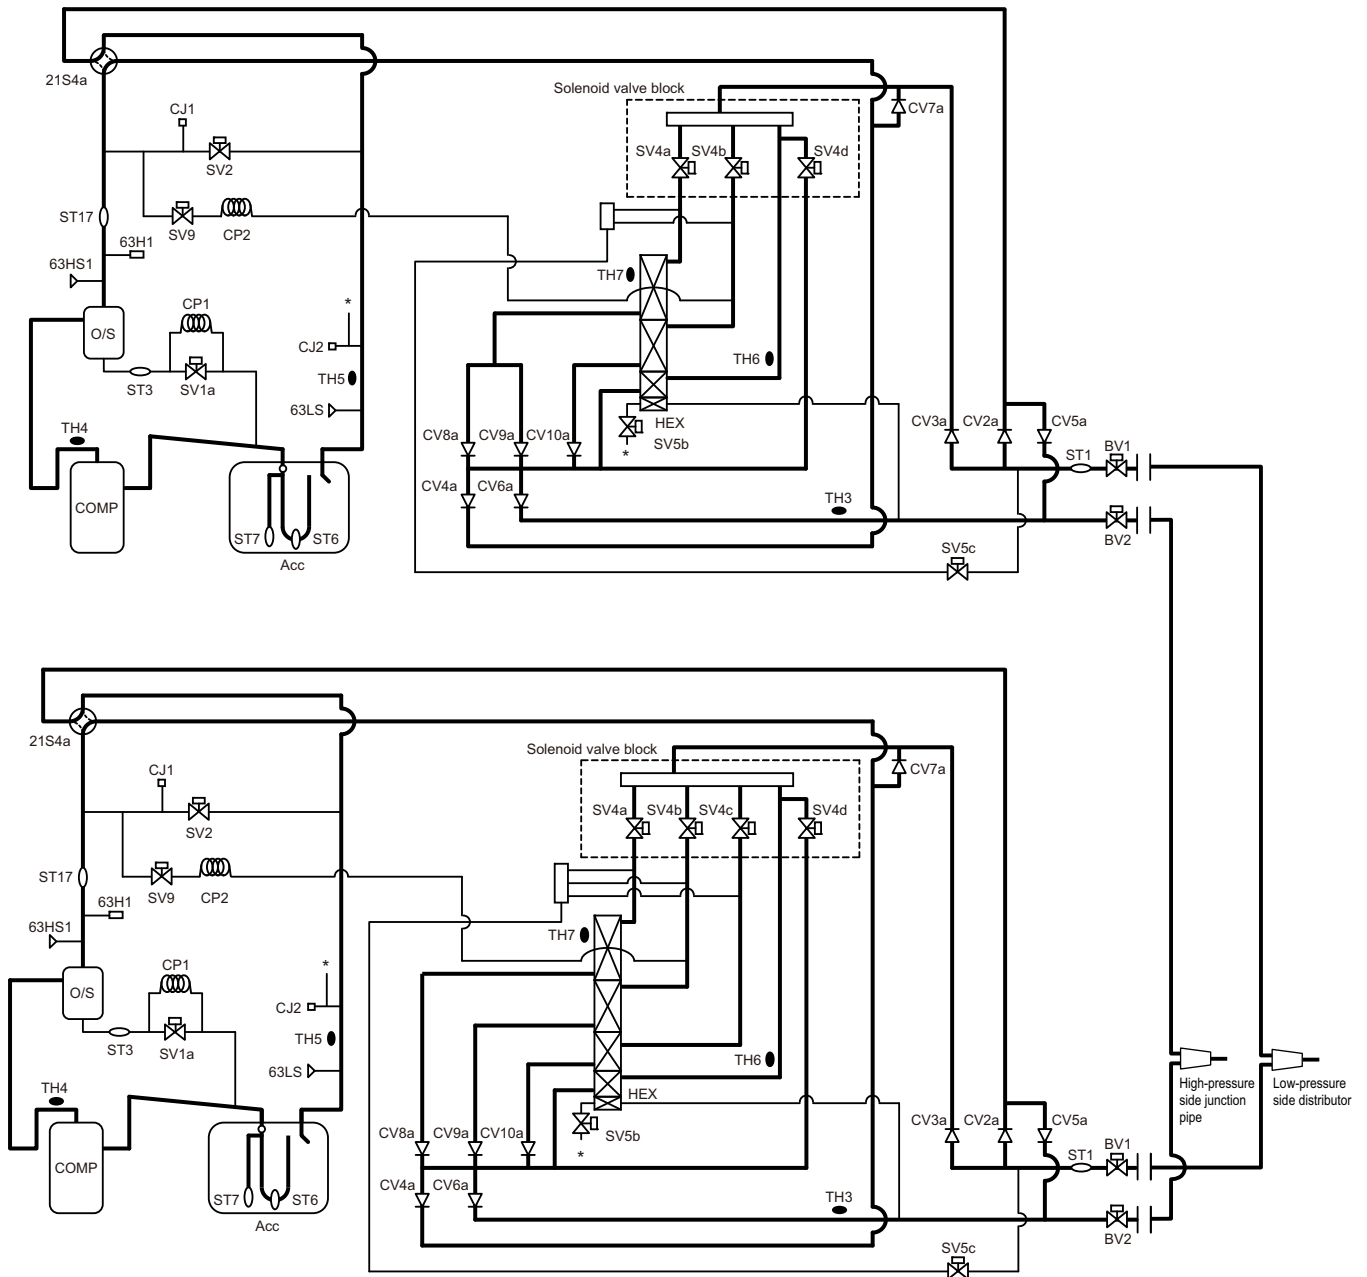 21S4a
Solenoid valve block
CV7a
CJ1
SV4a
SV4b
SV4d
SV2
ST17
SV9
CP2
63H1
63HS1
TH7
*
CP1
O/S
CJ2
TH6
ST3
SV1a
TH5
63LS
HEX
TH4
SV5b
*
CV8a
CV9a
CV10a
CV3a
CV2a
CV5a
ST1
BV1
COMP
CV4a
CV6a
TH3
ST7
ST6
BV2
Acc
SV5c
21S4a
Solenoid valve block
CV7a
CJ1
SV4a
SV4b
SV4c
SV4d
SV2
ST17
SV9
CP2
63H1
63HS1
TH7
*
CP1
O/S
CJ2
ST3
SV1a
TH5
TH6
63LS
HEX
TH4
High-pressure
side junction
pipe
Low-pressure
side distributor
CV8a
CV9a
CV10a
SV5b
*
CV3a
CV2a
CV5a
ST1
BV1
COMP
CV4a
CV6a
TH3
ST7
ST6
BV2
Acc
SV5c